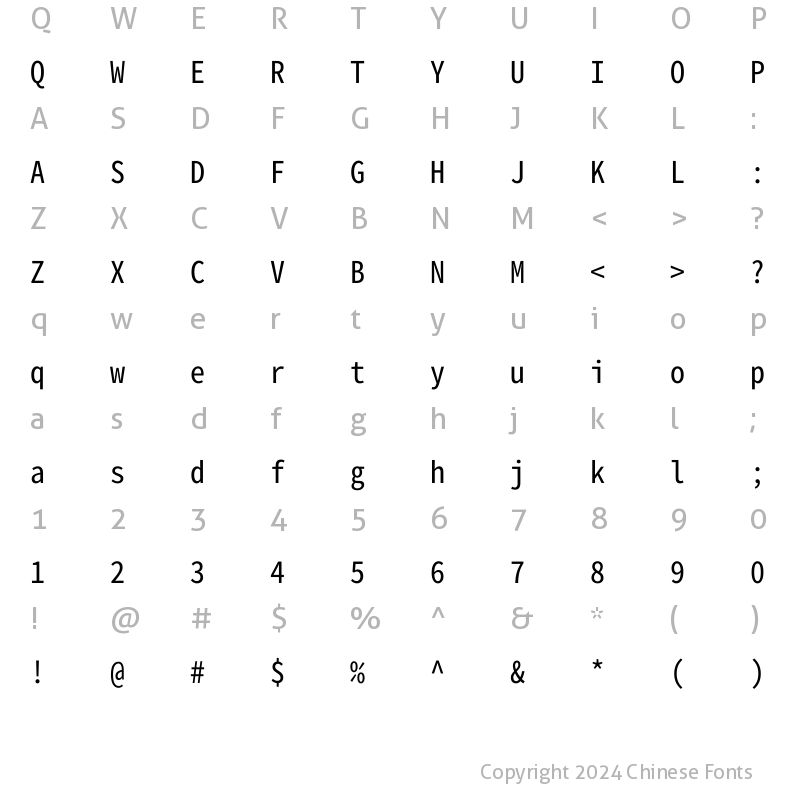 Q W E R T Y U I O P
Q W E R T Y U I O P
A S D F G H J K L :
A S D F G H J K L :
Z X C V B N M < > ?
Z X C V B N M < > ?
q w e r t y u i o p
q w e r t y u i o p
a s d f g h j k l ;
a s d f g h j k l ;
1 2 3 4 5 6 7 8 9 0
1 2 3 4 5 6 7 8 9 0
! @ # $ % ^ & * ( )
! @ # $ % ^ & * ( )
Copyright 2024 Chinese Fonts